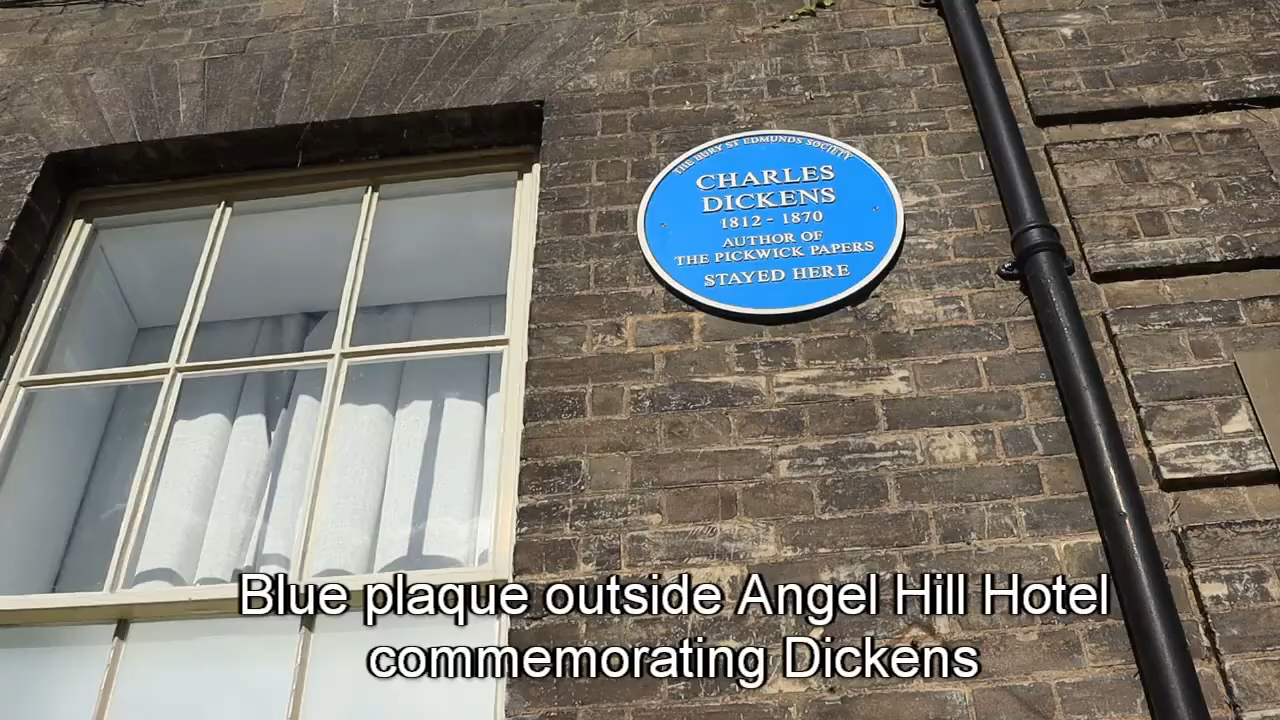 THE BURY ST EDMUNDS SOCIETY
CHARLES
DICKENS
1812 - 1870
AUTHOR OF
THE PICKWICK PAPERS
STAYED HERE
Blue plaque outside Angel Hill Hotel
commemorating Dickens